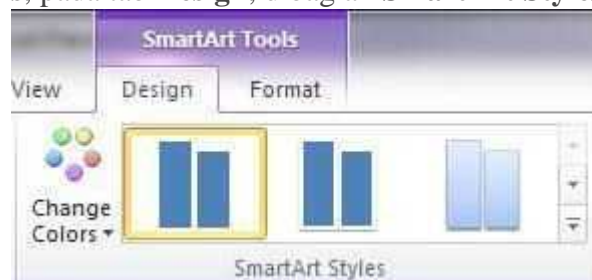 SmartArt Tools
View
Design
Format
Change
Colors
SmartArt Styles